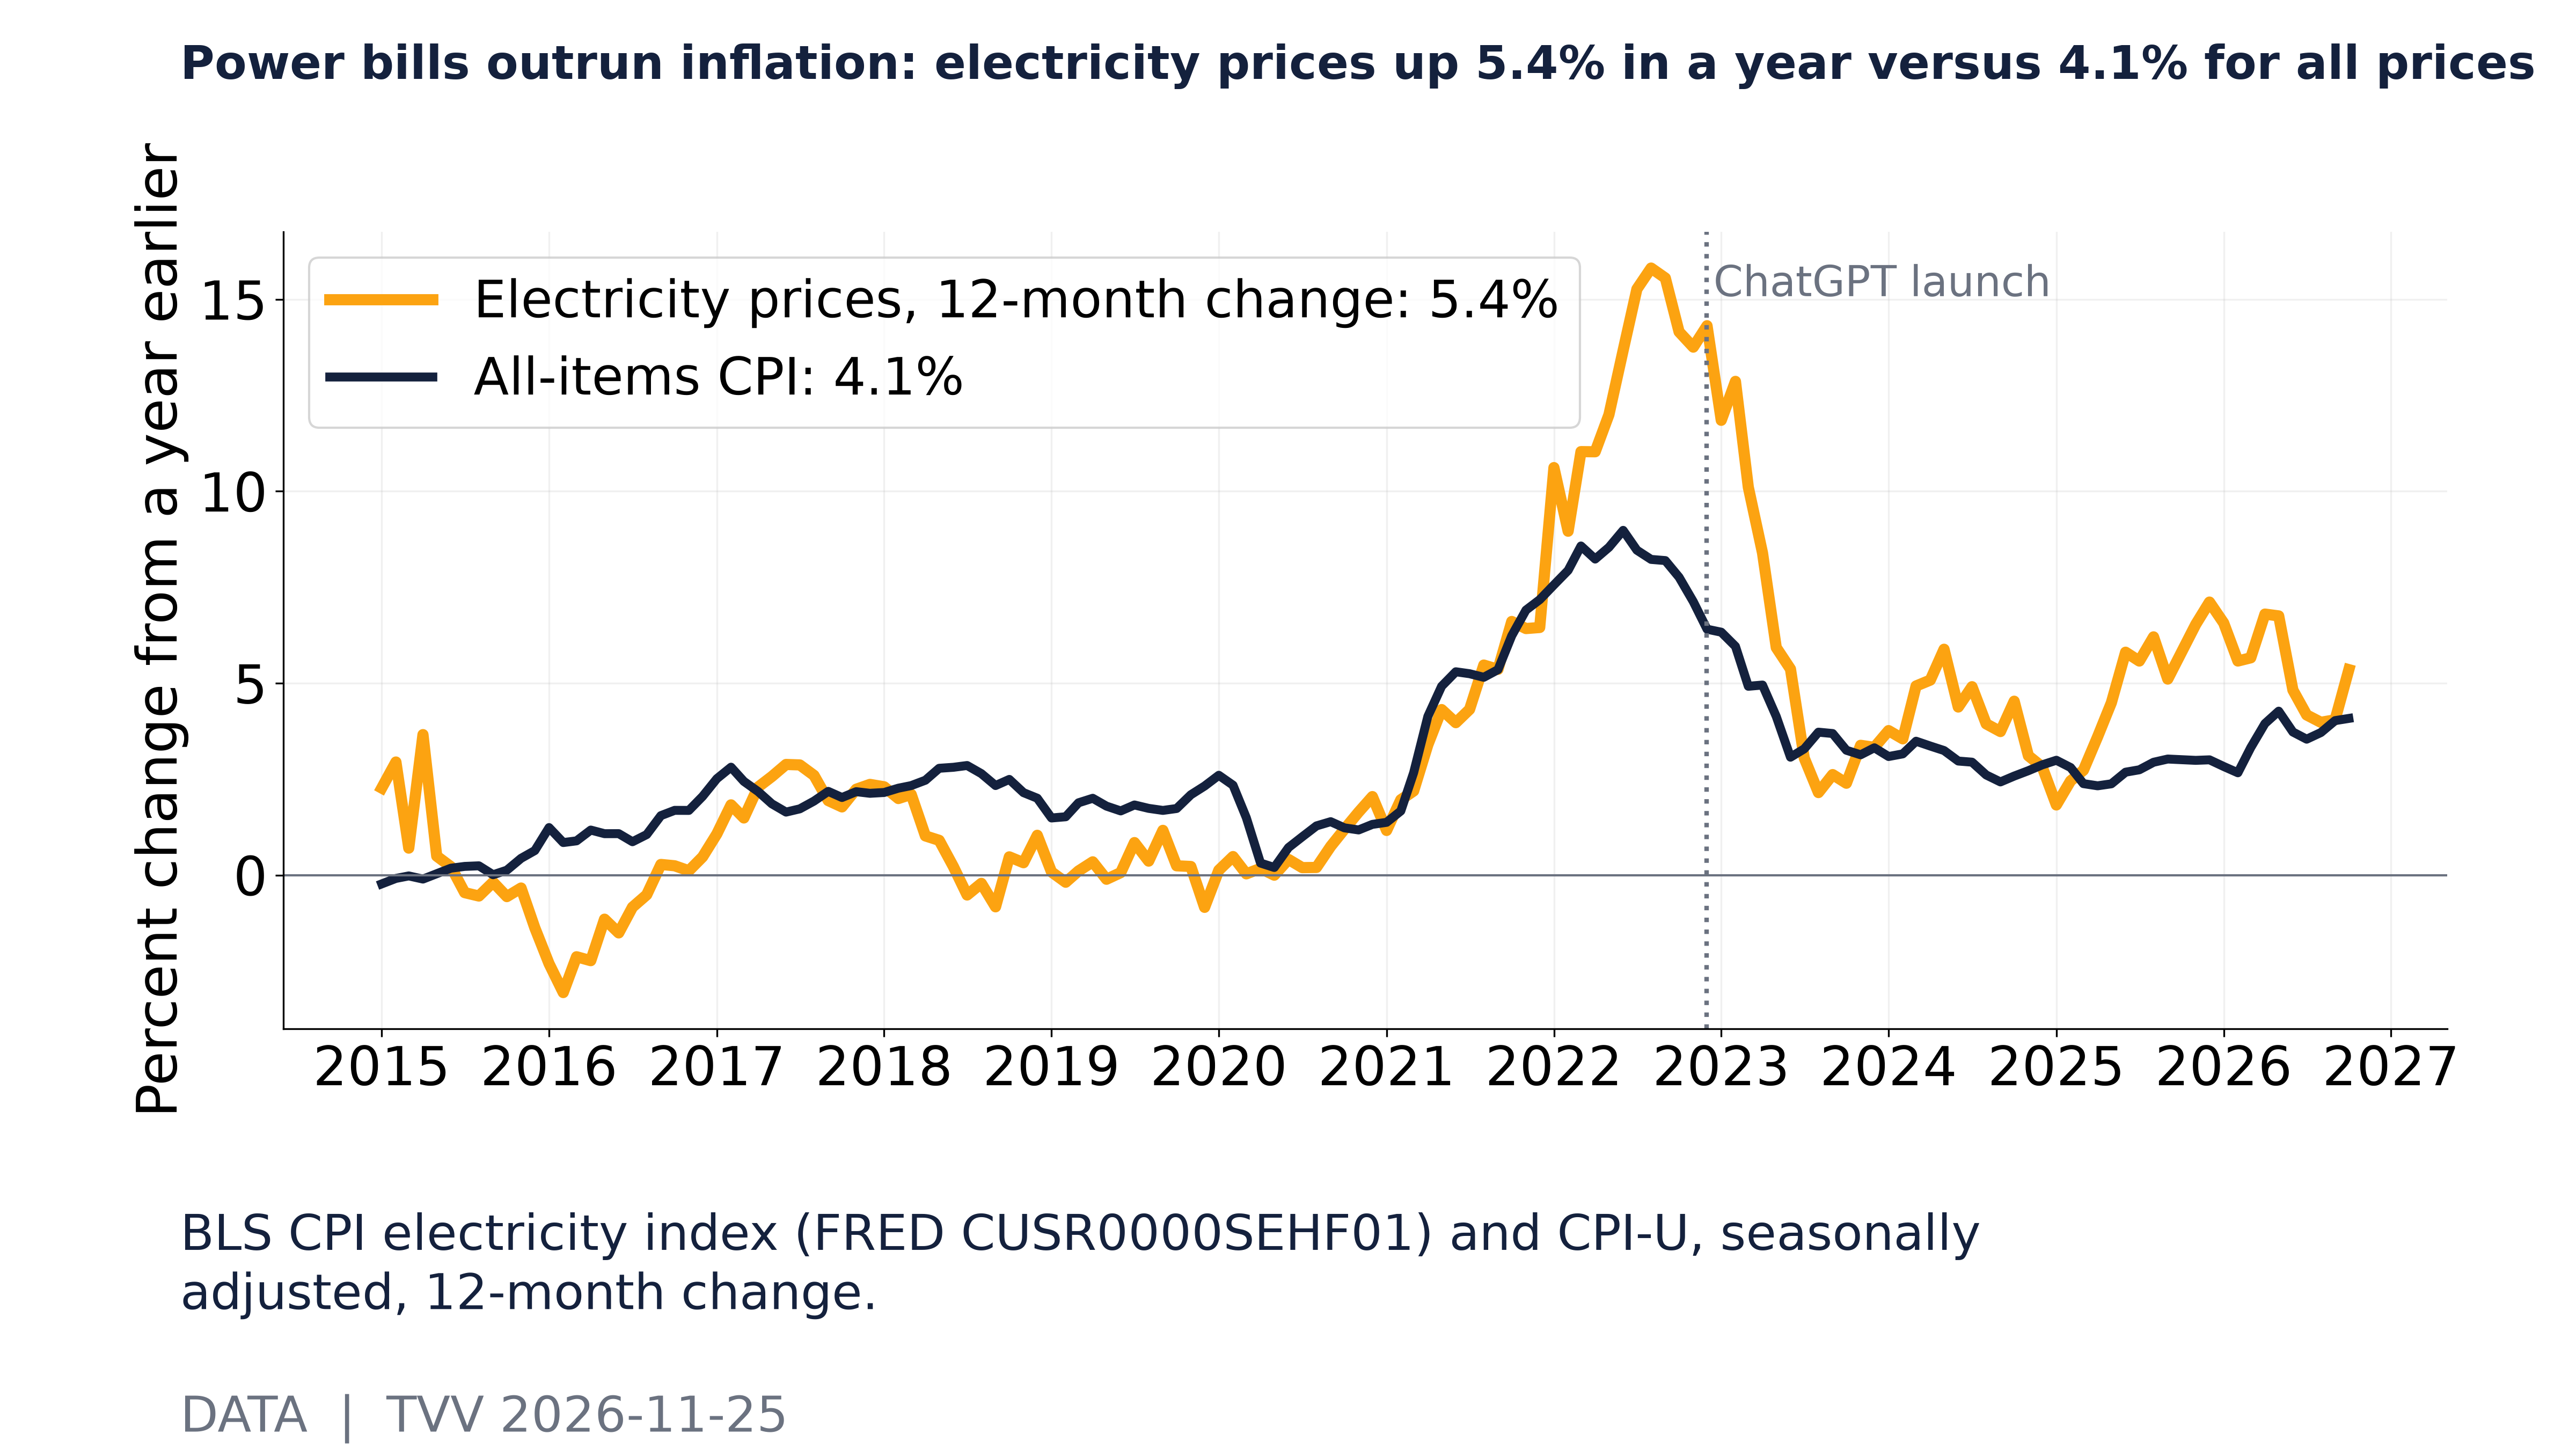 Power bills outrun inflation: electricity prices up 5.4% in a year versus 4.1% for all prices
Percent change from a year earlier
15
10
5
0
Electricity prices, 12-month change: 5.4%
All-items CPI: 4.1%
ChatGPT launch
2015 2016 2017 2018 2019 2020 2021 2022 2023 2024 2025 2026 2027
BLS CPI electricity index (FRED CUSR0000SEHF01) and CPI-U, seasonally
adjusted, 12-month change.
DATA | TVV 2026-11-25